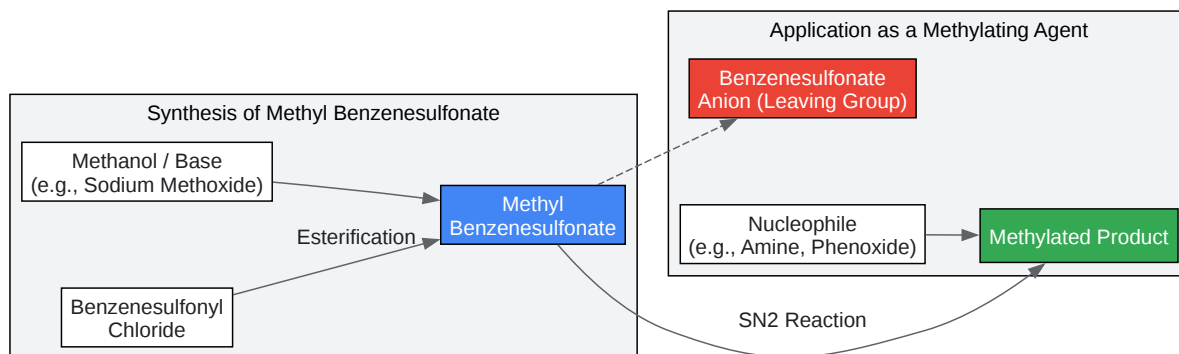 Synthesis of Methyl Benzenesulfonate
Methanol / Base
(e.g., Sodium Methoxide)
Esterification
Benzenesulfonyl
Chloride
Methyl
Benzenesulfonate
Application as a Methylating Agent
Benzenesulfonate
Anion (Leaving Group)
Nucleophile
(e.g., Amine, Phenoxide)
Methylated Product
SN2 Reaction